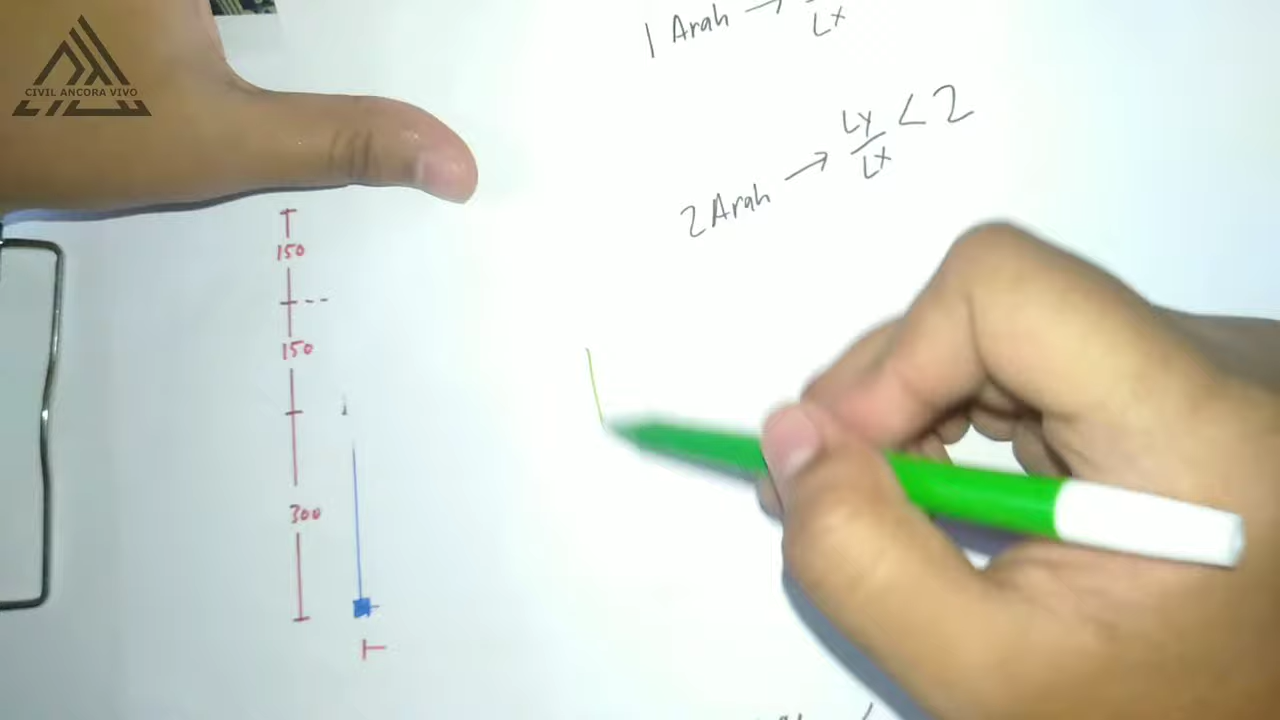 CIVIL ANCORA VIVO
1 Arah → Lx
2 Arah → Ly/Lx < 2
150
150
300